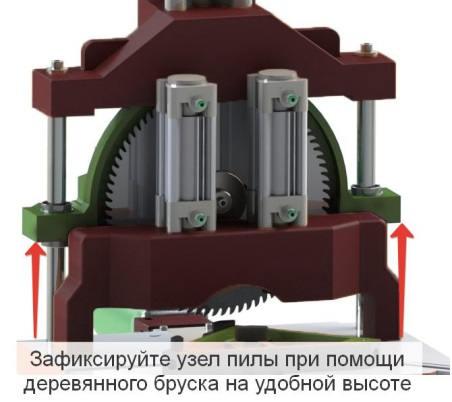 Зафиксируйте узел пилы при помощи
деревянного бруска на удобной высоте